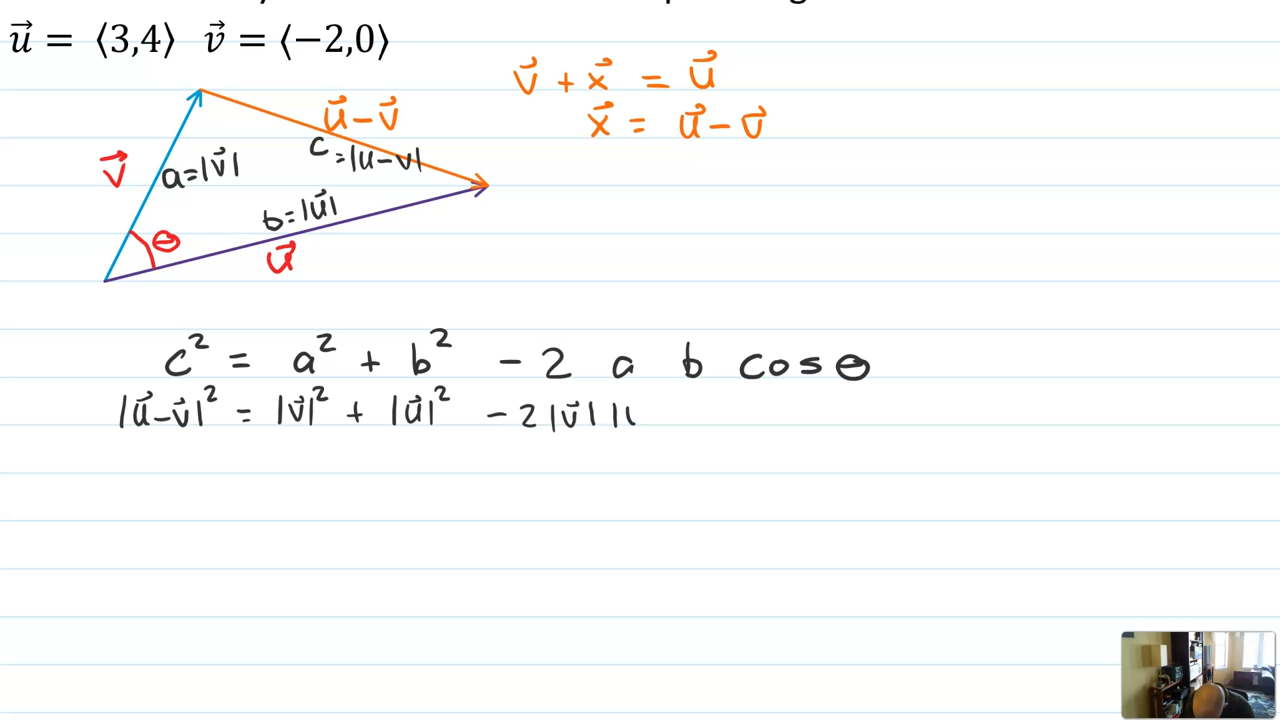 u⃗ = ⟨3,4⟩ v⃗ = ⟨−2,0⟩
v⃗ + x⃗ = u⃗
x⃗ = u⃗ − v⃗
u⃗ − v⃗
c = |u − v|
v⃗
a = |v⃗|
b = |u⃗|
θ
u⃗
c² = a² + b² − 2 a b cos θ
|u⃗ − v⃗|² = |v⃗|² + |u⃗|² − 2 |v⃗| |